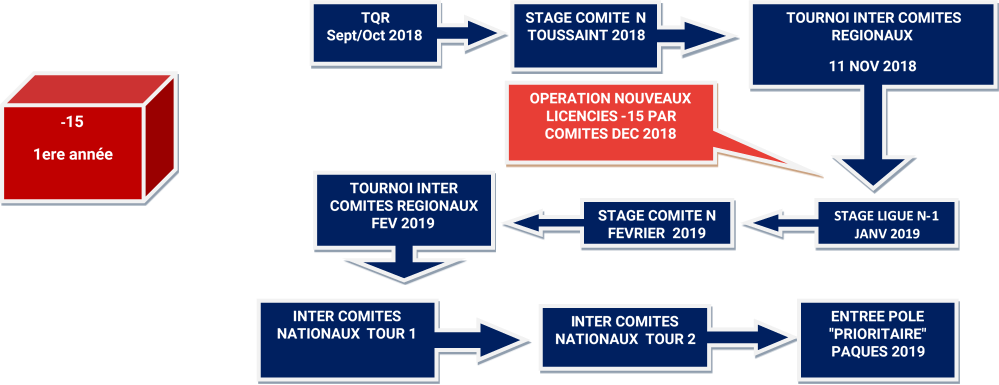 -15
1ere année
TQR
Sept/Oct 2018
STAGE COMITE N
TOUSSAINT 2018
TOURNOI INTER COMITES
REGIONAUX
11 NOV 2018
OPERATION NOUVEAUX
LICENCIES -15 PAR
COMITES DEC 2018
STAGE LIGUE N-1
JANV 2019
STAGE COMITE N
FEVRIER 2019
TOURNOI INTER
COMITES REGIONAUX
FEV 2019
INTER COMITES
NATIONAUX TOUR 1
INTER COMITES
NATIONAUX TOUR 2
ENTREE POLE
"PRIORITAIRE"
PAQUES 2019